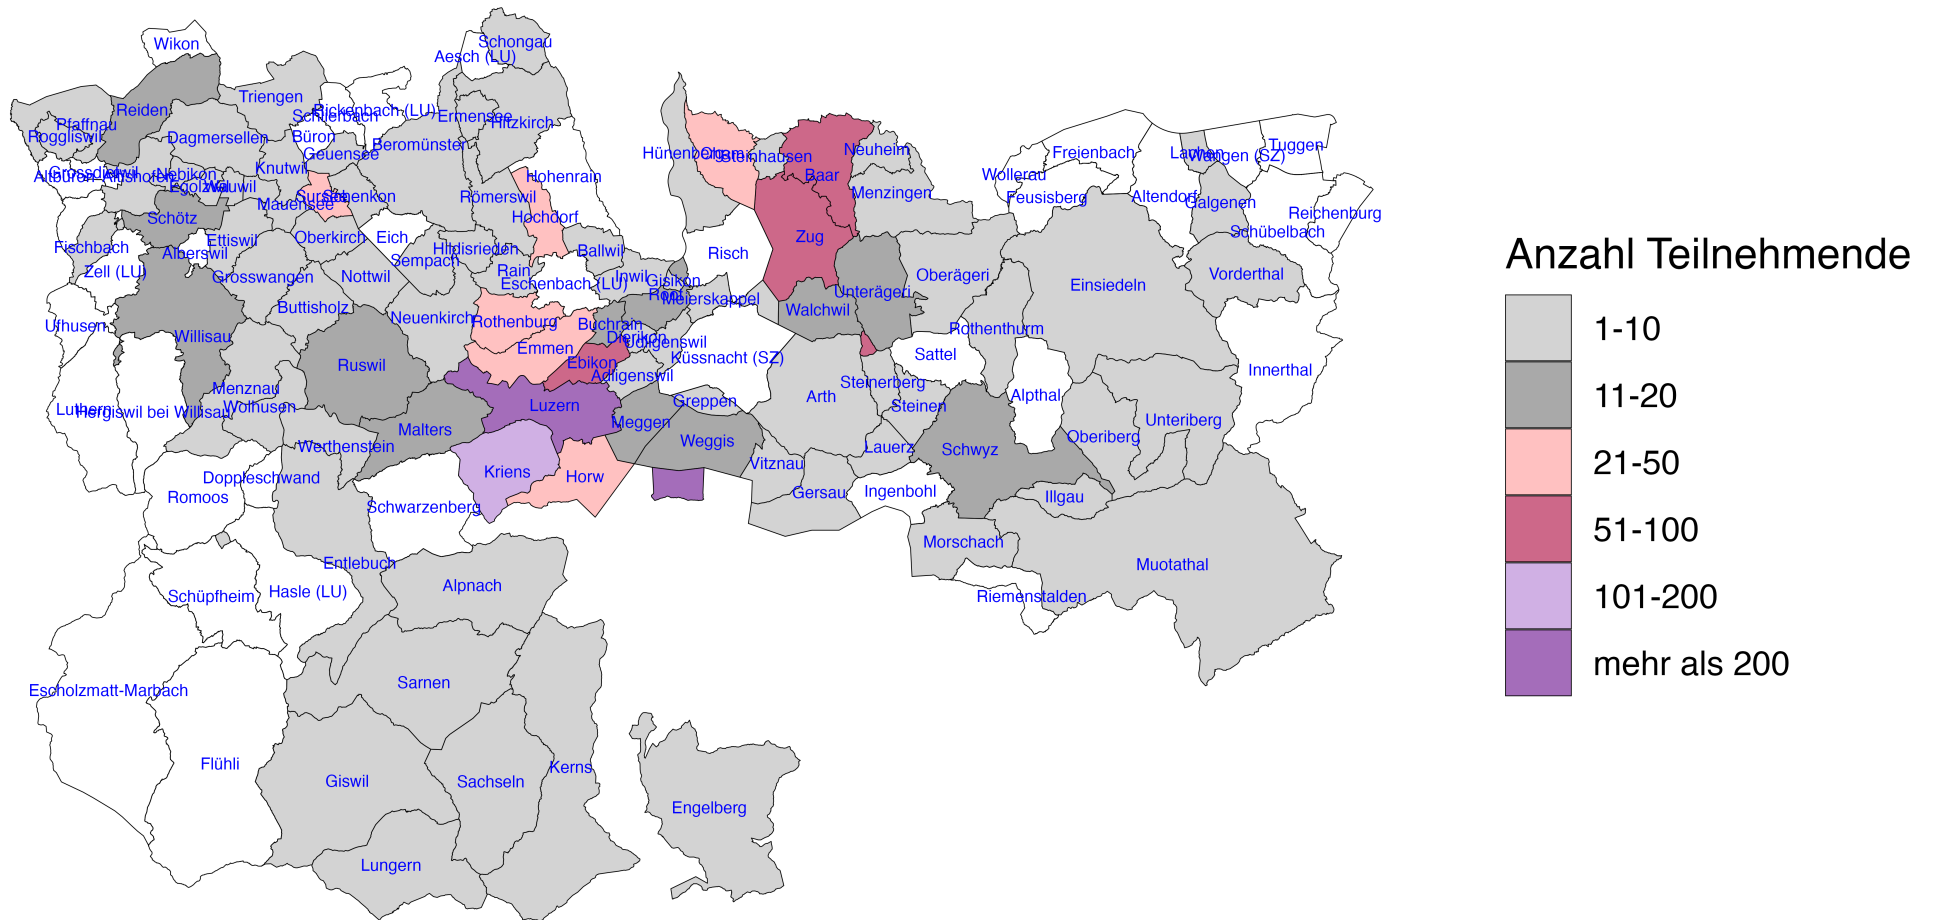 Wikon
Schongau
Aesch (LU)
Triengen
Reiden
Rickenbach (LU)
Schlierbach
Ermensee
Hitzkirch
Pfaffnau
Roggliswil
Dagmersellen
Büron
Beromünster
Geuensee
Knutwil
Altbüron
Grossdietwil
Altishofen
Nebikon
Egolzwil
Wauwil
Mauensee
Sursee
Schenkon
Römerswil
Hohenrain
Hochdorf
Schötz
Fischbach
Ettiswil
Alberswil
Oberkirch
Eich
Hildisrieden
Sempach
Ballwil
Zell (LU)
Grosswangen
Nottwil
Rain
Eschenbach (LU)
Inwil
Gisikon
Root
Meierskappel
Buttisholz
Neuenkirch
Rothenburg
Buchrain
Dierikon
Udligenswil
Ufhusen
Willisau
Emmen
Ebikon
Adligenswil
Küssnacht (SZ)
Ruswil
Menznau
Wolhusen
Luthern
Hergiswil bei Willisau
Luzern
Greppen
Meggen
Malters
Weggis
Werthenstein
Vitznau
Kriens
Horw
Doppleschwand
Romoos
Schwarzenberg
Gersau
Entlebuch
Hasle (LU)
Schüpfheim
Alpnach
Escholzmatt-Marbach
Sarnen
Flühli
Giswil
Sachseln
Kerns
Engelberg
Lungern
Hünenberg
Cham
Steinhausen
Baar
Neuheim
Menzingen
Zug
Risch
Walchwil
Unterägeri
Oberägeri
Wollerau
Freienbach
Feusisberg
Lachen
Wangen (SZ)
Tuggen
Altendorf
Galgenen
Reichenburg
Schübelbach
Vorderthal
Einsiedeln
Rothenthurm
Sattel
Innerthal
Steinerberg
Arth
Steinen
Alpthal
Unteriberg
Oberiberg
Lauerz
Schwyz
Ingenbohl
Illgau
Morschach
Muotathal
Riemenstalden
Anzahl Teilnehmende
1-10
11-20
21-50
51-100
101-200
mehr als 200